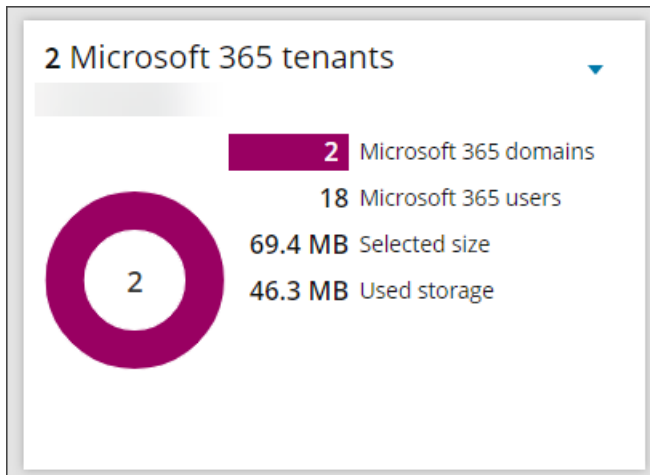 2 Microsoft 365 tenants
2 Microsoft 365 domains
18 Microsoft 365 users
69.4 MB Selected size
46.3 MB Used storage
2